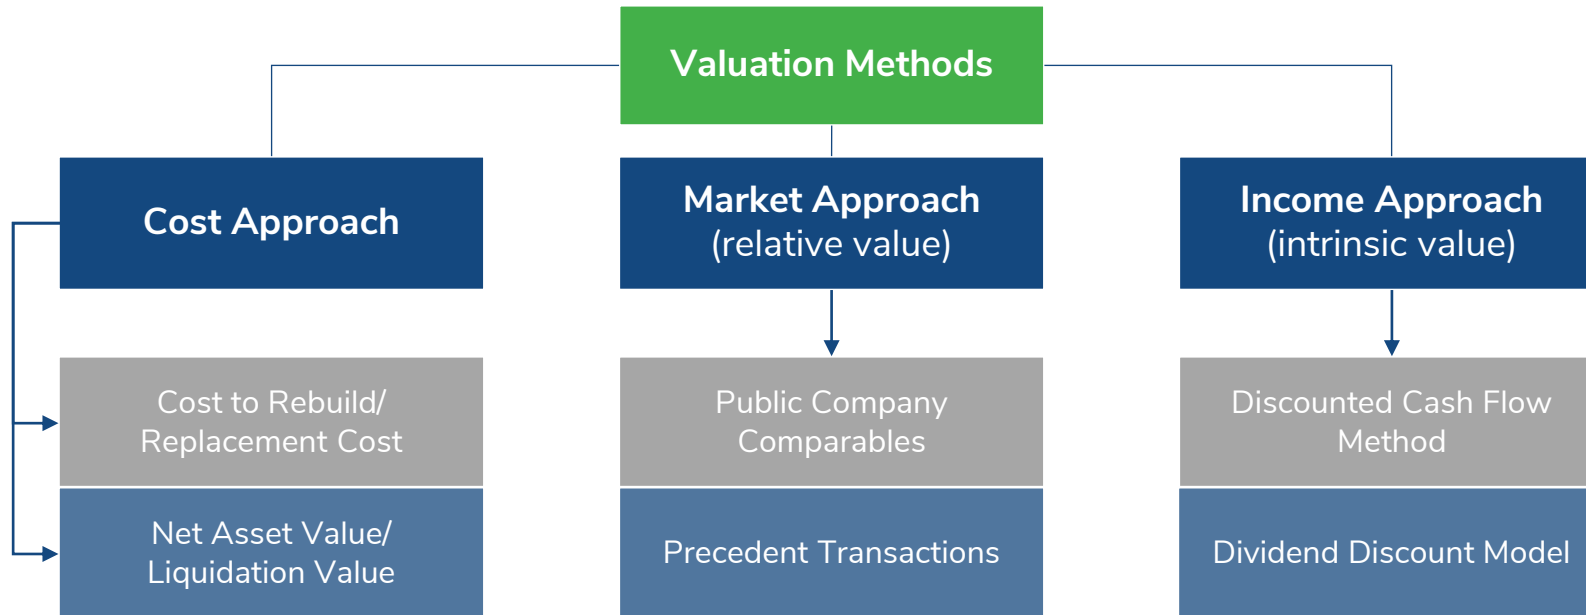 Valuation Methods
Cost Approach
Market Approach
(relative value)
Income Approach
(intrinsic value)
Cost to Rebuild/
Replacement Cost
Public Company
Comparables
Discounted Cash Flow
Method
Net Asset Value/
Liquidation Value
Precedent Transactions
Dividend Discount Model